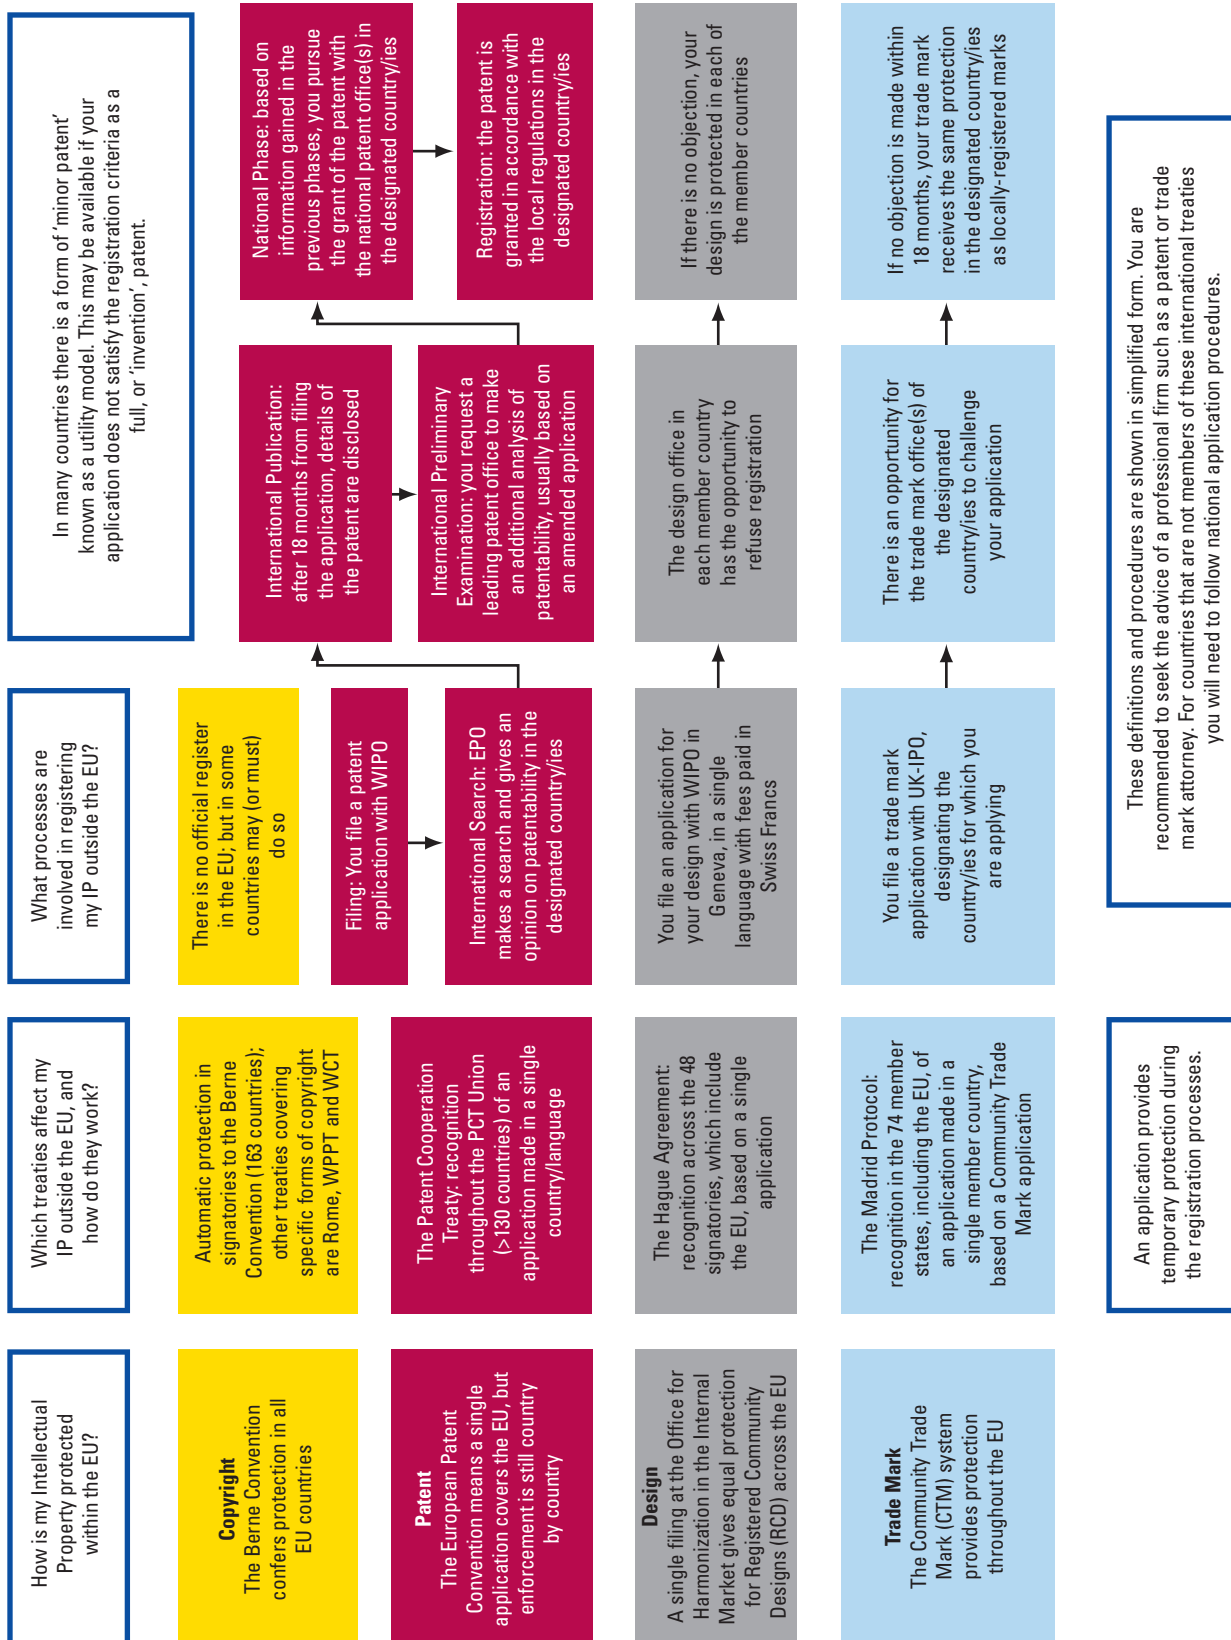 How is my Intellectual
Property protected
within the EU?
Which treaties affect my
IP outside the EU, and
how do they work?
What processes are
involved in registering
my IP outside the EU?
In many countries there is a form of ‘minor patent’
known as a utility model. This may be available if your
application does not satisfy the registration criteria as a
full, or ‘invention’, patent.
Copyright
The Berne Convention
confers protection in all
EU countries
Automatic protection in
signatories to the Berne
Convention (163 countries);
other treaties covering
specific forms of copyright
are Rome, WPPT and WCT
There is no official register
in the EU; but in some
countries may (or must)
do so
Patent
The European Patent
Convention means a single
application covers the EU, but
enforcement is still country
by country
The Patent Cooperation
Treaty: recognition
throughout the PCT Union
(>130 countries) of an
application made in a single
country/language
Filing: You file a patent
application with WIPO
International Search: EPO
makes a search and gives an
opinion on patentability in the
designated country/ies
International Publication:
after 18 months from filing
the application, details of
the patent are disclosed
International Preliminary
Examination: you request a
leading patent office to make
an additional analysis of
patentability, usually based on
an amended application
National Phase: based on
information gained in the
previous phases, you pursue
the grant of the patent with
the national patent office(s) in
the designated country/ies
Registration: the patent is
granted in accordance with
the local regulations in the
designated country/ies
Design
A single filing at the Office for
Harmonization in the Internal
Market gives equal protection
for Registered Community
Designs (RCD) across the EU
The Hague Agreement:
recognition across the 48
signatories, which include
the EU, based on a single
application
You file an application for
your design with WIPO in
Geneva, in a single
language with fees paid in
Swiss Francs
The design office in
each member country
has the opportunity to
refuse registration
If there is no objection, your
design is protected in each of
the member countries
Trade Mark
The Community Trade
Mark (CTM) system
provides protection
throughout the EU
The Madrid Protocol:
recognition in the 74 member
states, including the EU, of
an application made in a
single member country,
based on a Community Trade
Mark application
You file a trade mark
application with UK-IPO,
designating the
country/ies for which you
are applying
There is an opportunity for
the trade mark office(s) of
the designated
country/ies to challenge
your application
If no objection is made within
18 months, your trade mark
receives the same protection
in the designated country/ies
as locally-registered marks
An application provides
temporary protection during
the registration processes.
These definitions and procedures are shown in simplified form. You are
recommended to seek the advice of a professional firm such as a patent or trade
mark attorney. For countries that are not members of these international treaties
you will need to follow national application procedures.